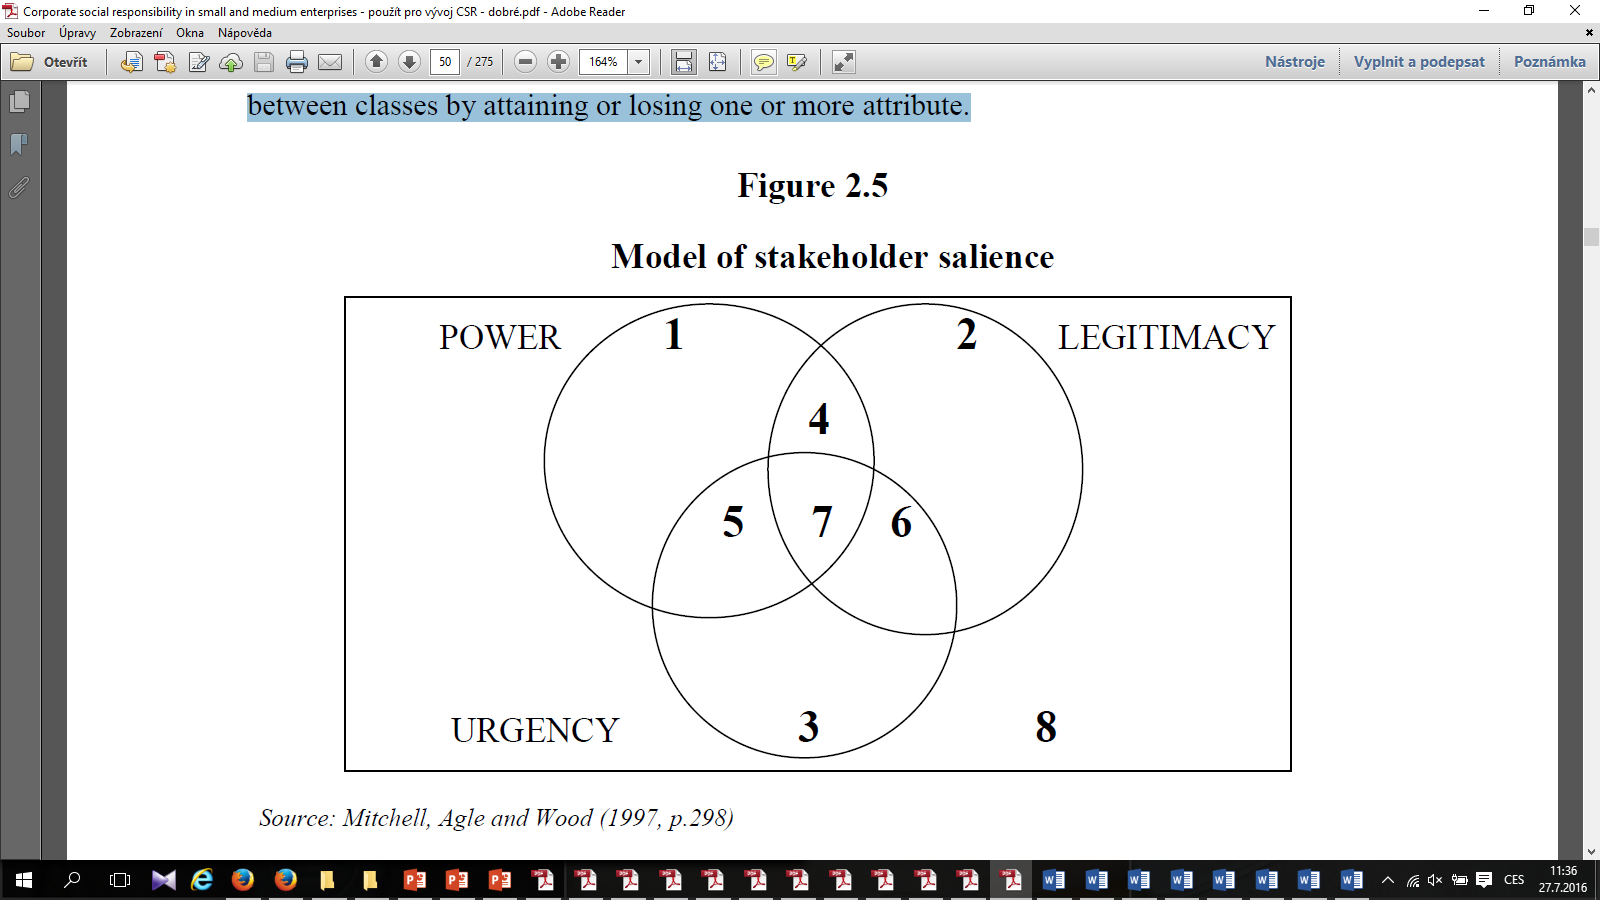 Corporate social responsibility in small and medium enterprises - použít pro vývoj CSR - dobré.pdf - Adobe Reader
Soubor Úpravy Zobrazení Okna Nápověda
Otevřít 50 / 275 164% Nástroje Vyplnit a podepsat Poznámka
between classes by attaining or losing one or more attribute.
Figure 2.5
Model of stakeholder salience
POWER 1 2 LEGITIMACY
4
5 7 6
URGENCY 3 8
Source: Mitchell, Agle and Wood (1997, p.298)
CES 11:36
27.7.2016